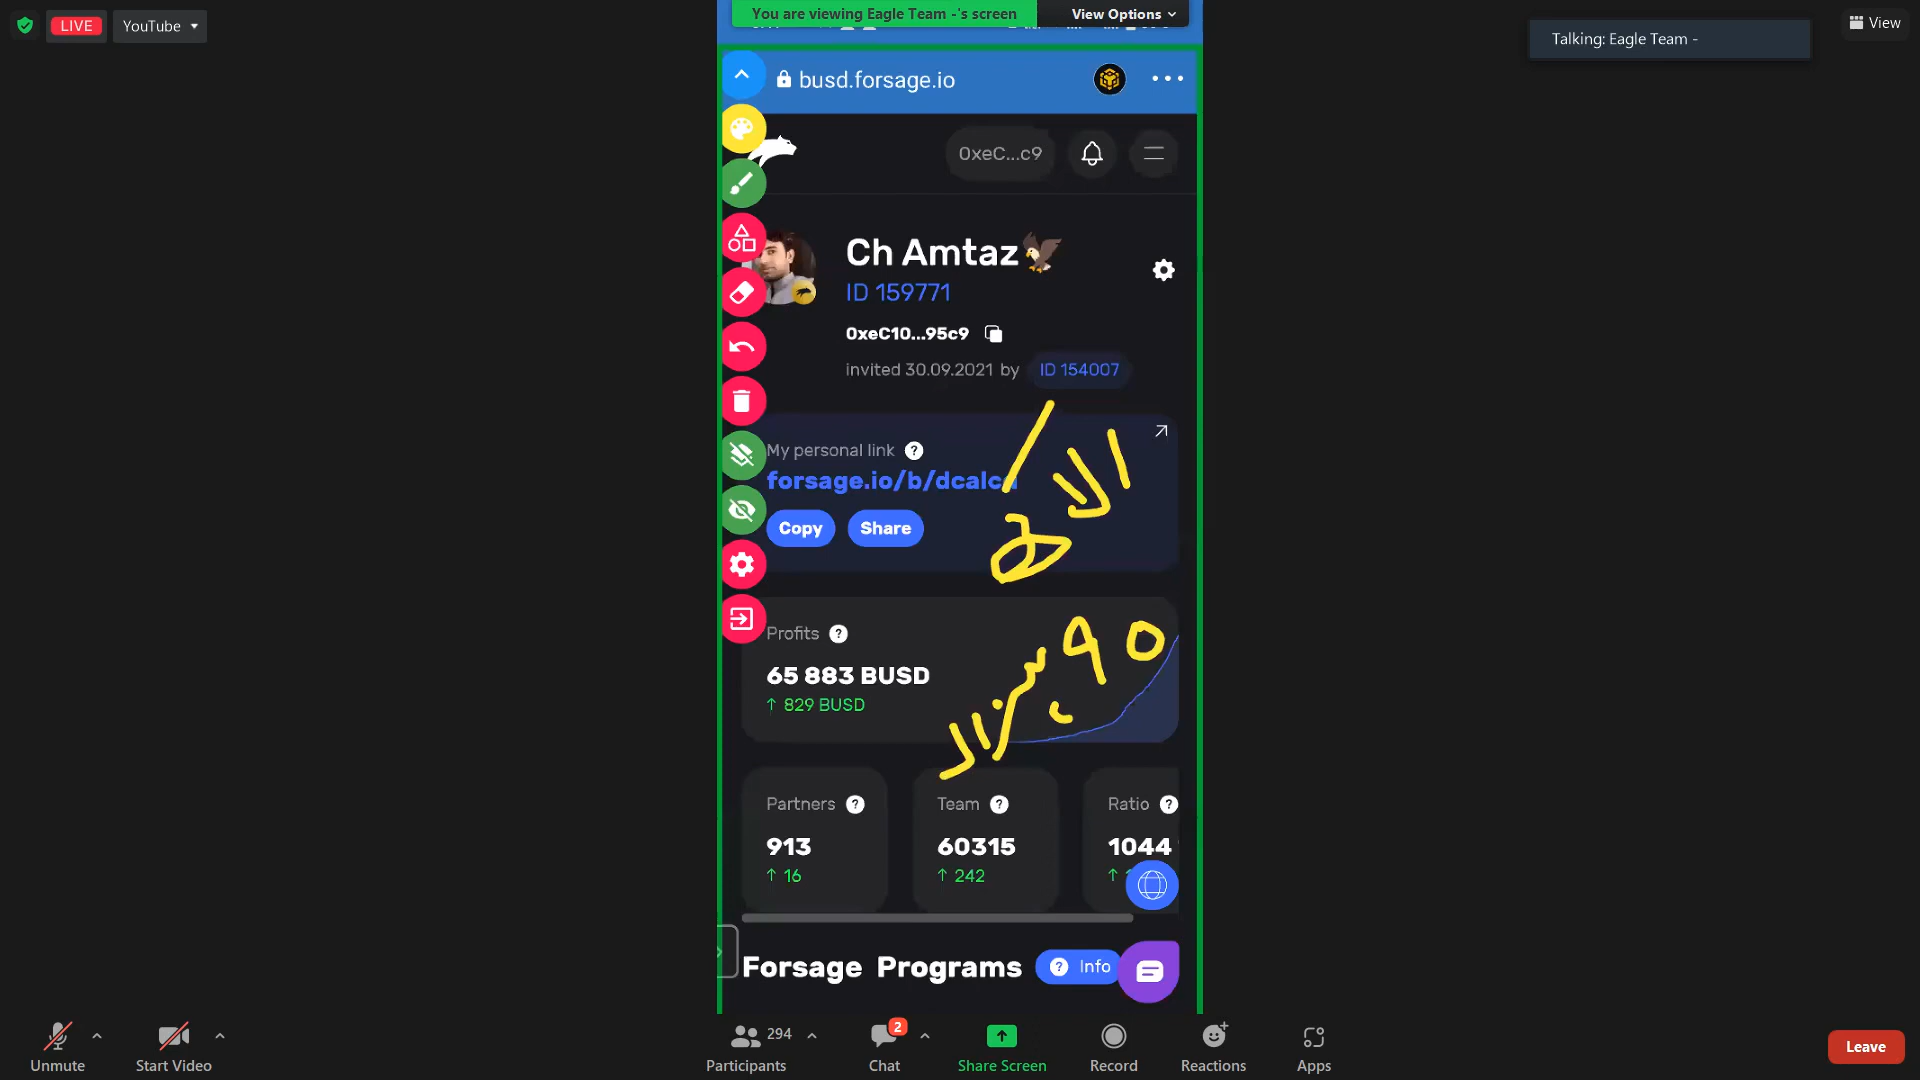 You are viewing Eagle Team -'s screen
View Options
LIVE
YouTube
View
Talking: Eagle Team -
busd.forsage.io
0xeC...c9
Ch Amtaz
ID 159771
0xeC10...95c9
invited 30.09.2021 by ID 154007
My personal link
forsage.io/b/dcalcd
Copy
Share
Profits
65 883 BUSD
↑ 829 BUSD
90
Partners
Team
Ratio
913
60315
1044
↑ 16
↑ 242
Forsage Programs
Info
294
2
Unmute
Start Video
Participants
Chat
Share Screen
Record
Reactions
Apps
Leave